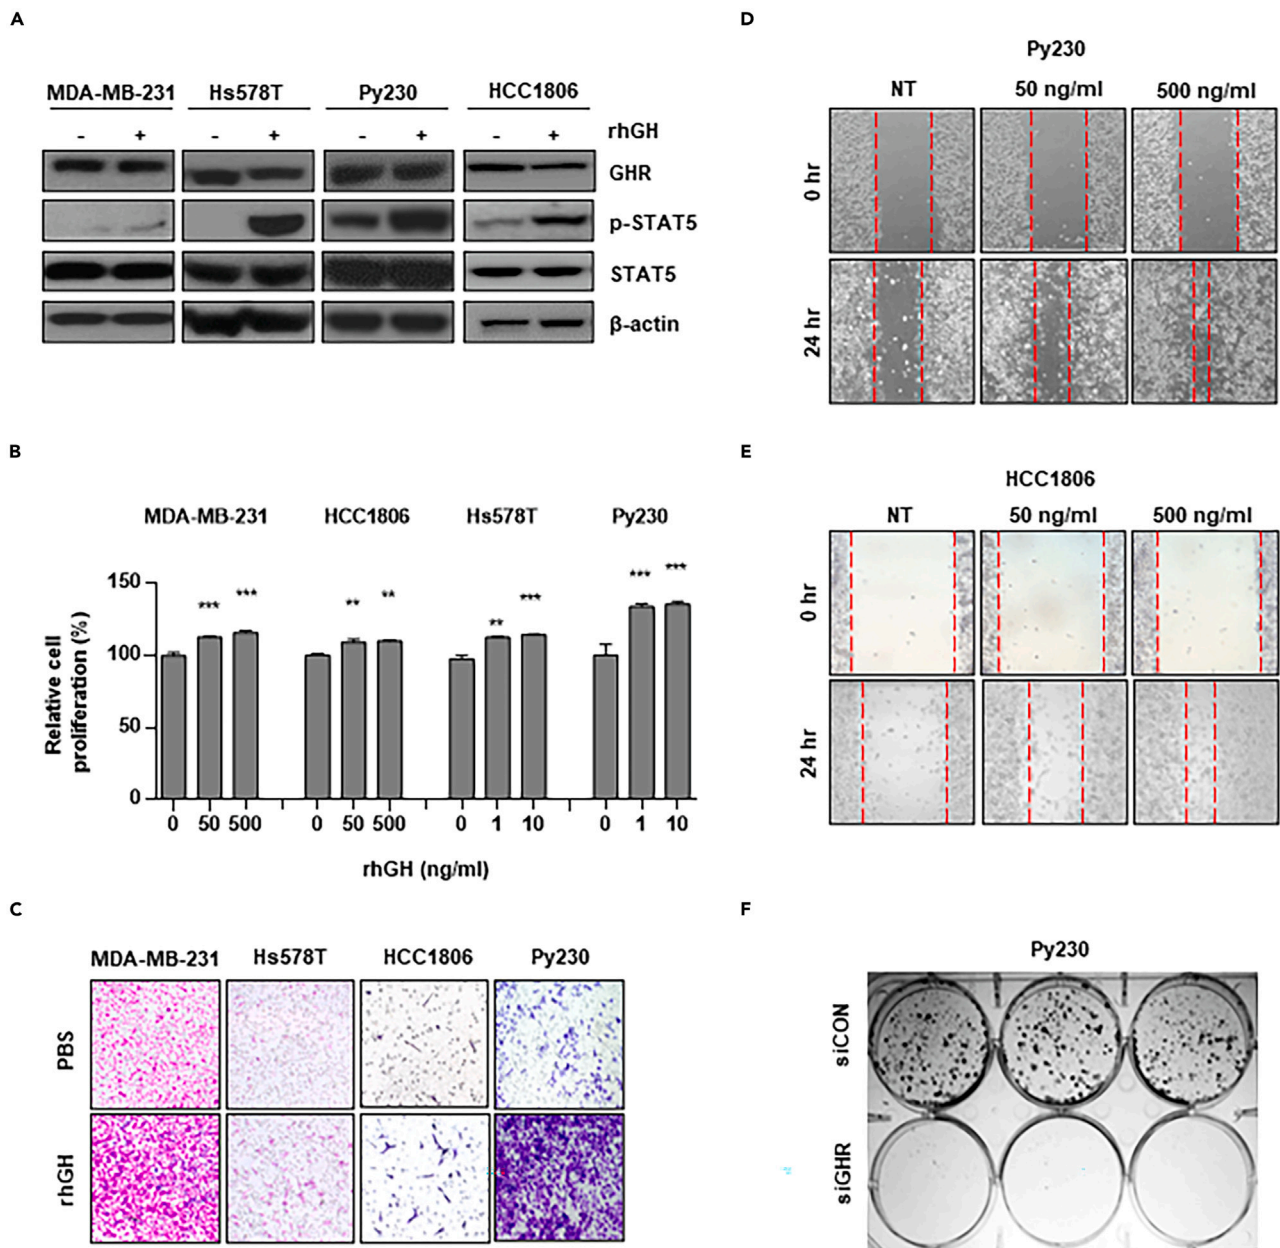 A
MDA-MB-231 Hs578T Py230 HCC1806
- + - + - + - + rhGH
GHR
p-STAT5
STAT5
β-actin
B
MDA-MB-231 HCC1806 Hs578T Py230
Relative cell
proliferation (%)
150
100
50
0
*** *** ** ** ** *** *** ***
0 50 500 0 50 500 0 1 10 0 1 10
rhGH (ng/ml)
C
MDA-MB-231 Hs578T HCC1806 Py230
PBS
rhGH
D
Py230
NT 50 ng/ml 500 ng/ml
0 hr
24 hr
E
HCC1806
NT 50 ng/ml 500 ng/ml
0 hr
24 hr
F
Py230
siCON
siGHR